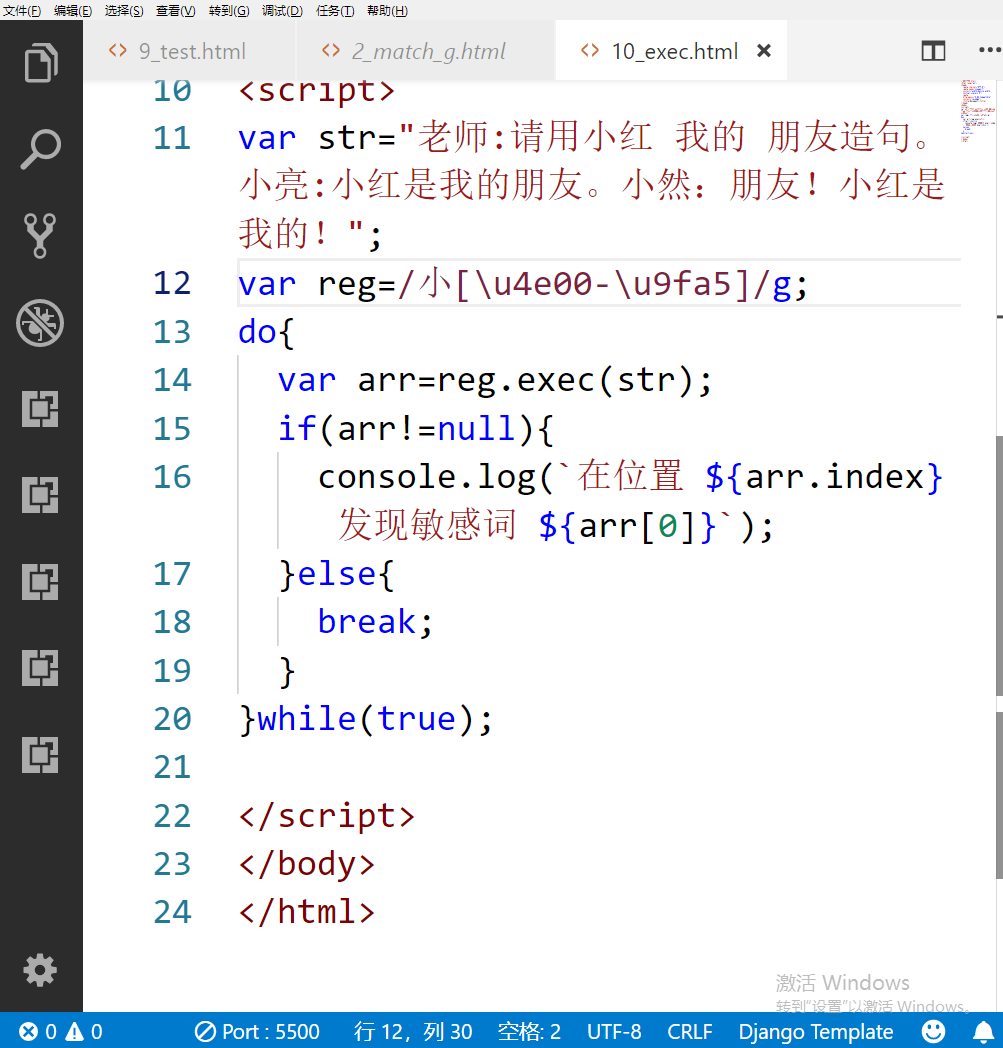 文件(F) 编辑(E) 选择(S) 查看(V) 转到(G) 调试(D) 任务(T) 帮助(H)
<> 9_test.html <> 2_match_g.html <> 10_exec.html
10 <script>
11 var str="老师:请用小红 我的 朋友造句。
小亮:小红是我的朋友。小然：朋友！小红是
我的！";
12 var reg=/小[\u4e00-\u9fa5]/g;
13 do{
14 var arr=reg.exec(str);
15 if(arr!=null){
16 console.log(`在位置 ${arr.index}
发现敏感词 ${arr[0]}`);
17 }else{
18 break;
19 }
20 }while(true);
21
22 </script>
23 </body>
24 </html>
激活 Windows
转到"设置"以激活 Windows。
0 0 Port : 5500 行 12，列 30 空格: 2 UTF-8 CRLF Django Template